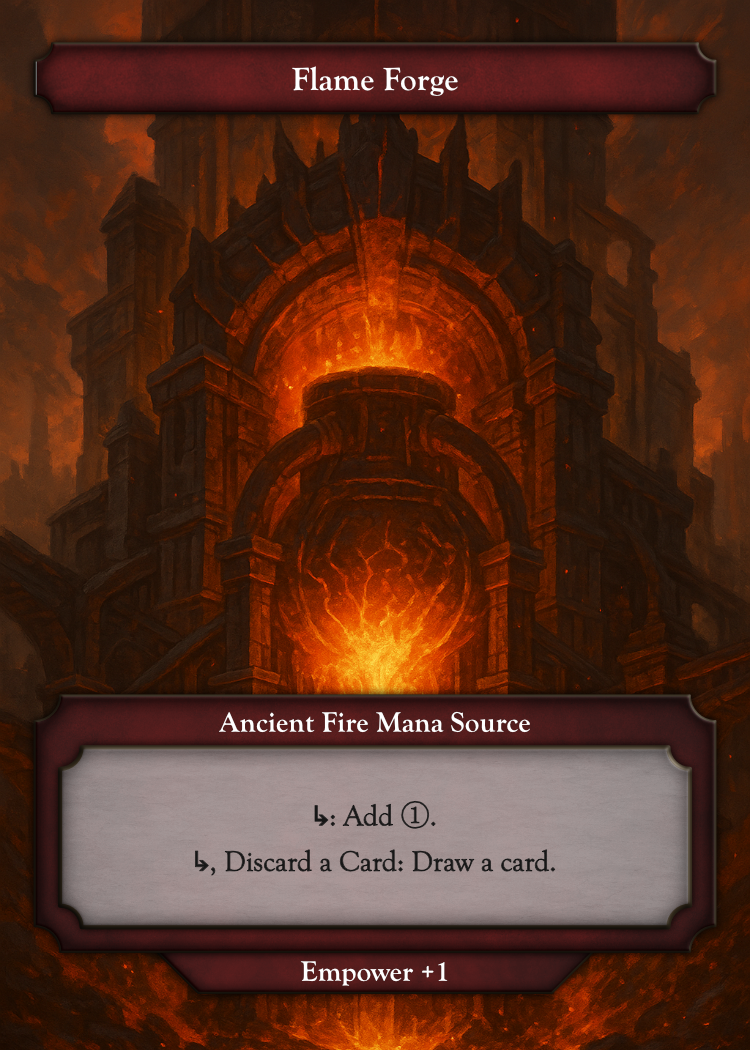 Flame Forge
Ancient Fire Mana Source
↳: Add ①.
↳, Discard a Card: Draw a card.
Empower +1